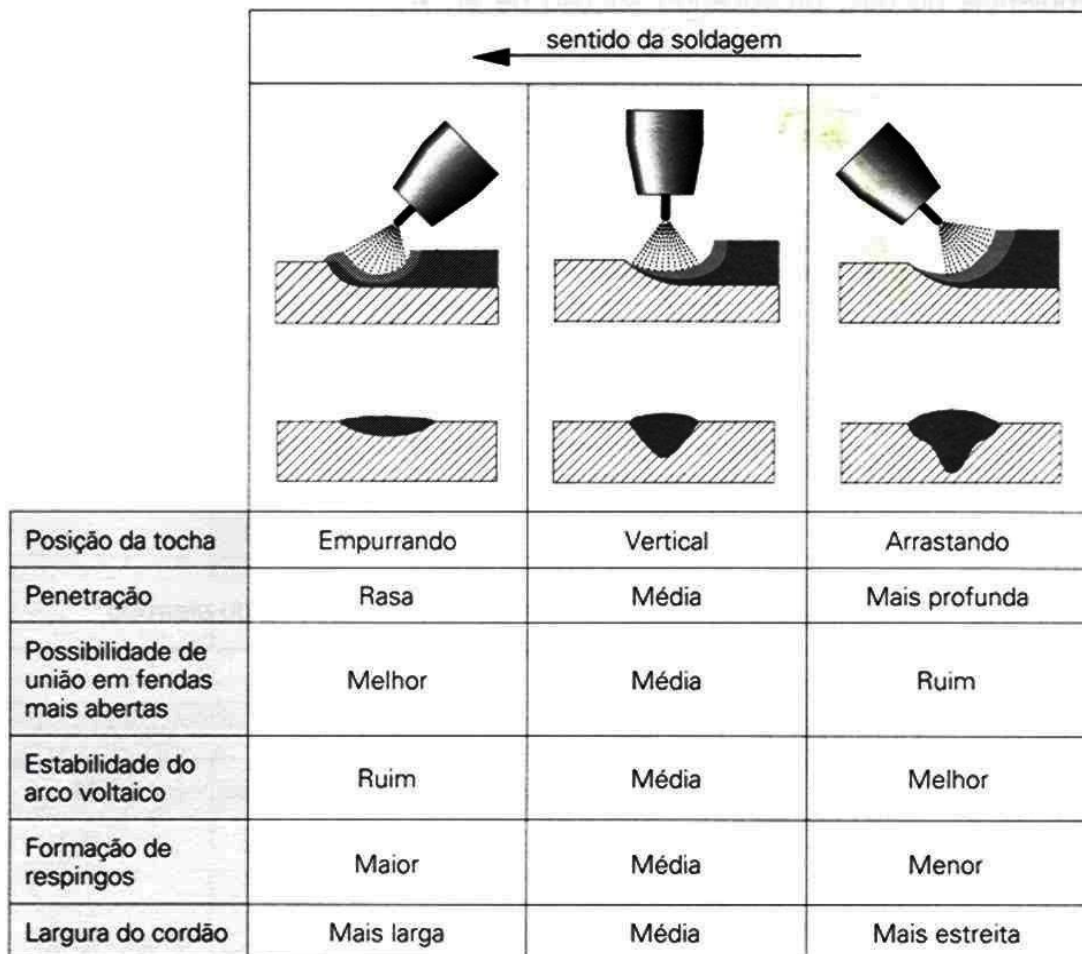 sentido da soldagem
Posição da tocha Empurrando Vertical Arrastando
Penetração Rasa Média Mais profunda
Possibilidade de
união em fendas Melhor Média Ruim
mais abertas
Estabilidade do
arco voltaico Ruim Média Melhor
Formação de
respingos Maior Média Menor
Largura do cordão Mais larga Média Mais estreita